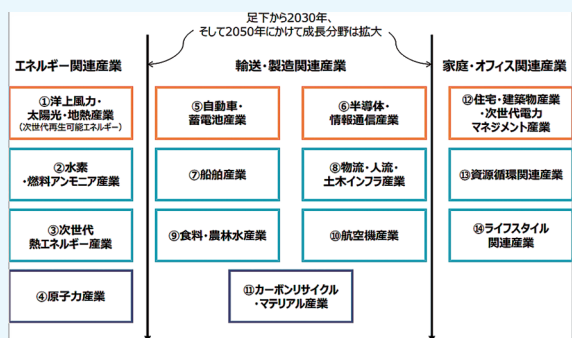 足下から2030年、
そして2050年にかけて成長分野は拡大
エネルギー関連産業
輸送・製造関連産業
家庭・オフィス関連産業
①洋上風力・
太陽光・地熱産業
(次世代再生可能エネルギー)
⑤自動車・
蓄電池産業
⑥半導体・
情報通信産業
⑫住宅・建築物産業
・次世代電力
マネジメント産業
②水素
・燃料アンモニア産業
⑦船舶産業
⑧物流・人流・
土木インフラ産業
⑬資源循環関連産業
③次世代
熱エネルギー産業
⑨食料・農林水産業
⑩航空機産業
⑭ライフスタイル
関連産業
④原子力産業
⑪カーボンリサイクル
・マテリアル産業